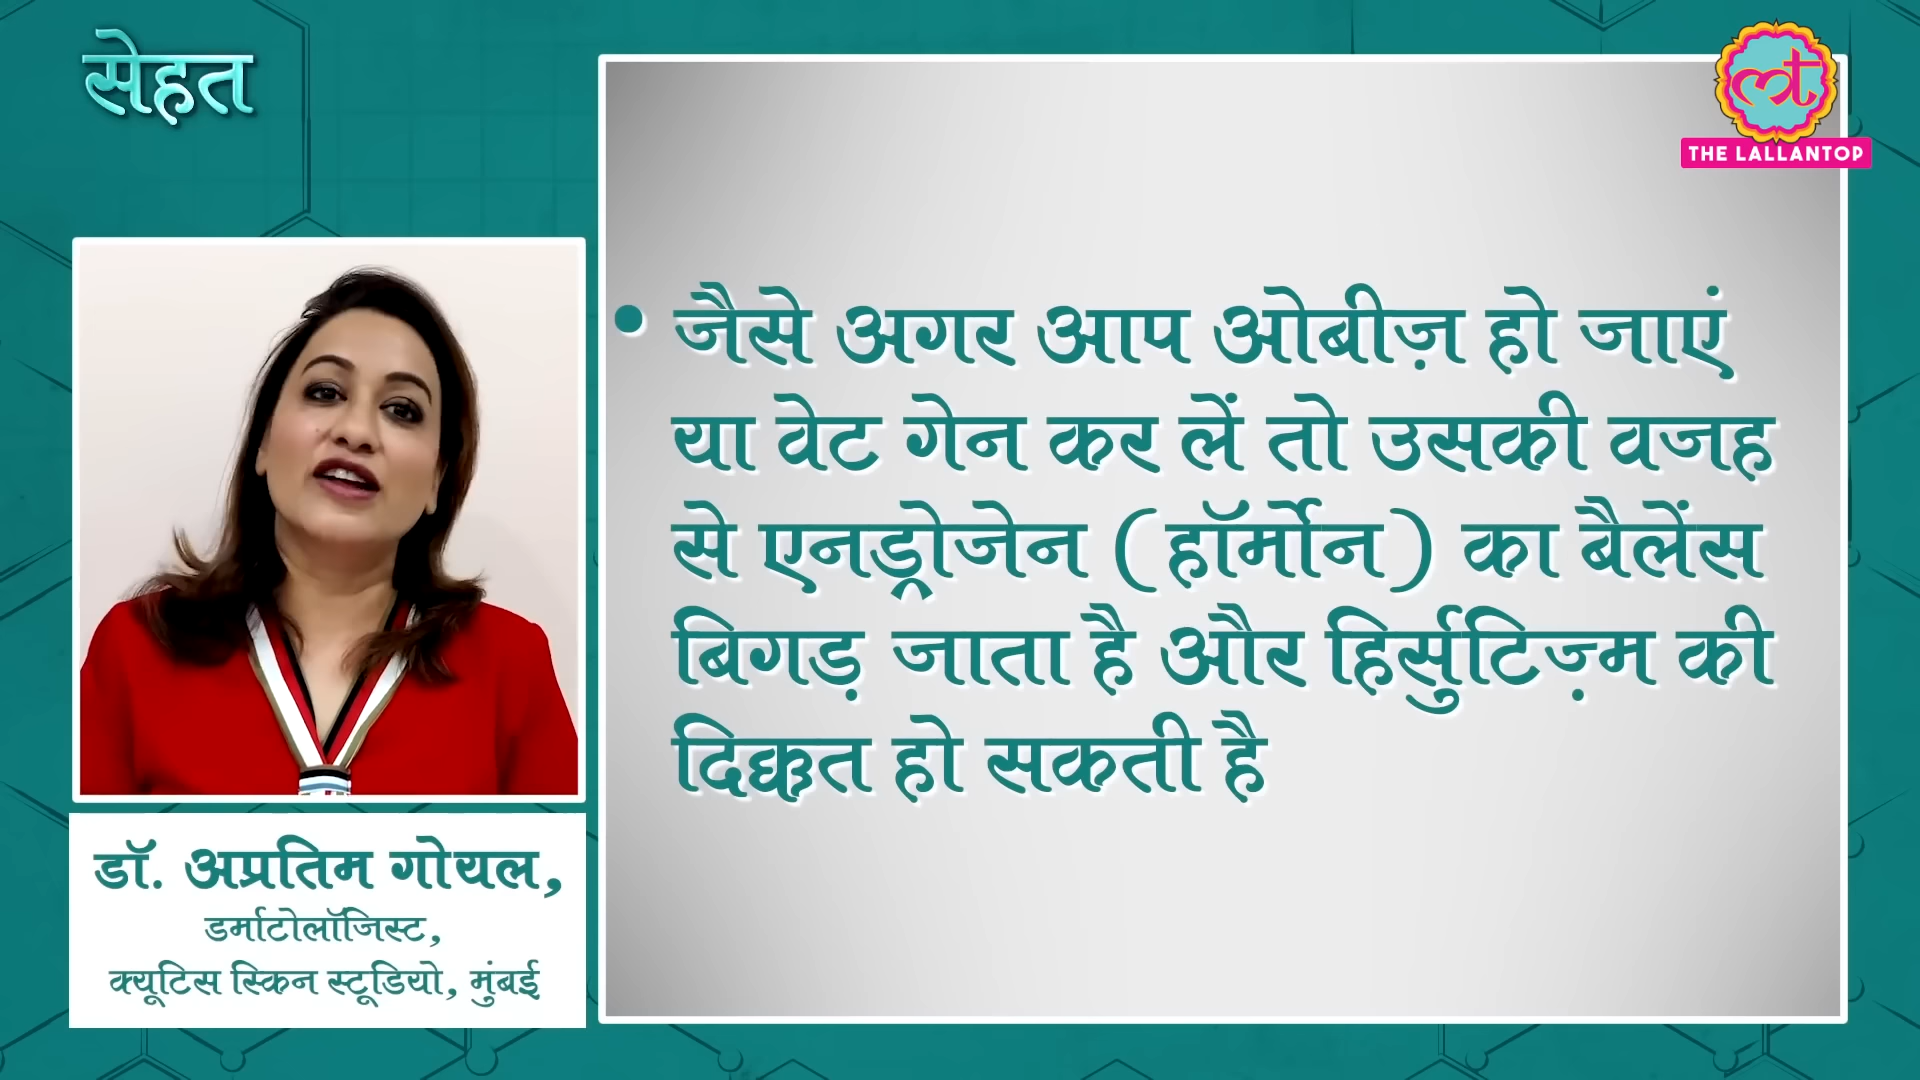 सेहत
THE LALLANTOP
• जैसे अगर आप ओबीज़ हो जाएं
या वेट गेन कर लें तो उसकी वजह
से एनड्रोजेन (हॉर्मोन) का बैलेंस
बिगड़ जाता है और हिर्सुटिज़्म की
दिक्कत हो सकती है
डॉ. अप्रतिम गोयल,
डर्माटोलॉजिस्ट,
क्यूटिस स्किन स्टूडियो, मुंबई